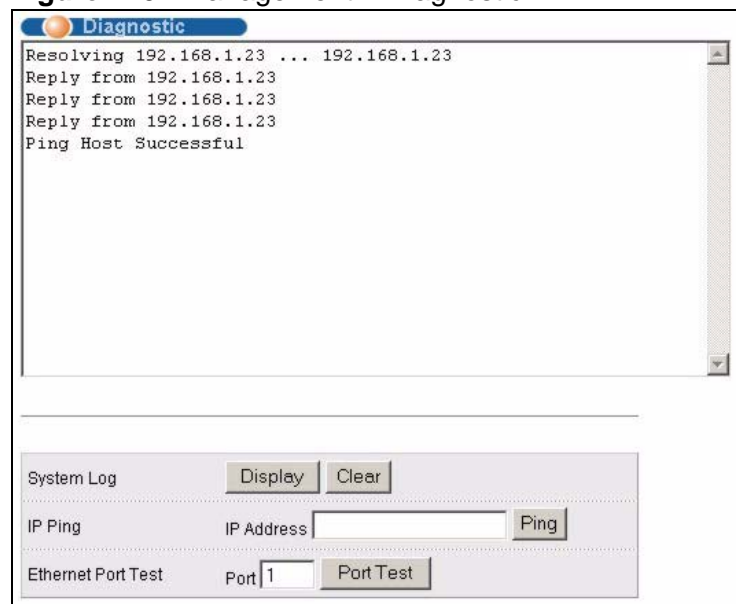 Diagnostic
Resolving 192.168.1.23 ... 192.168.1.23
Reply from 192.168.1.23
Reply from 192.168.1.23
Reply from 192.168.1.23
Ping Host Successful
System Log Display Clear
IP Ping IP Address Ping
Ethernet Port Test Port 1 Port Test